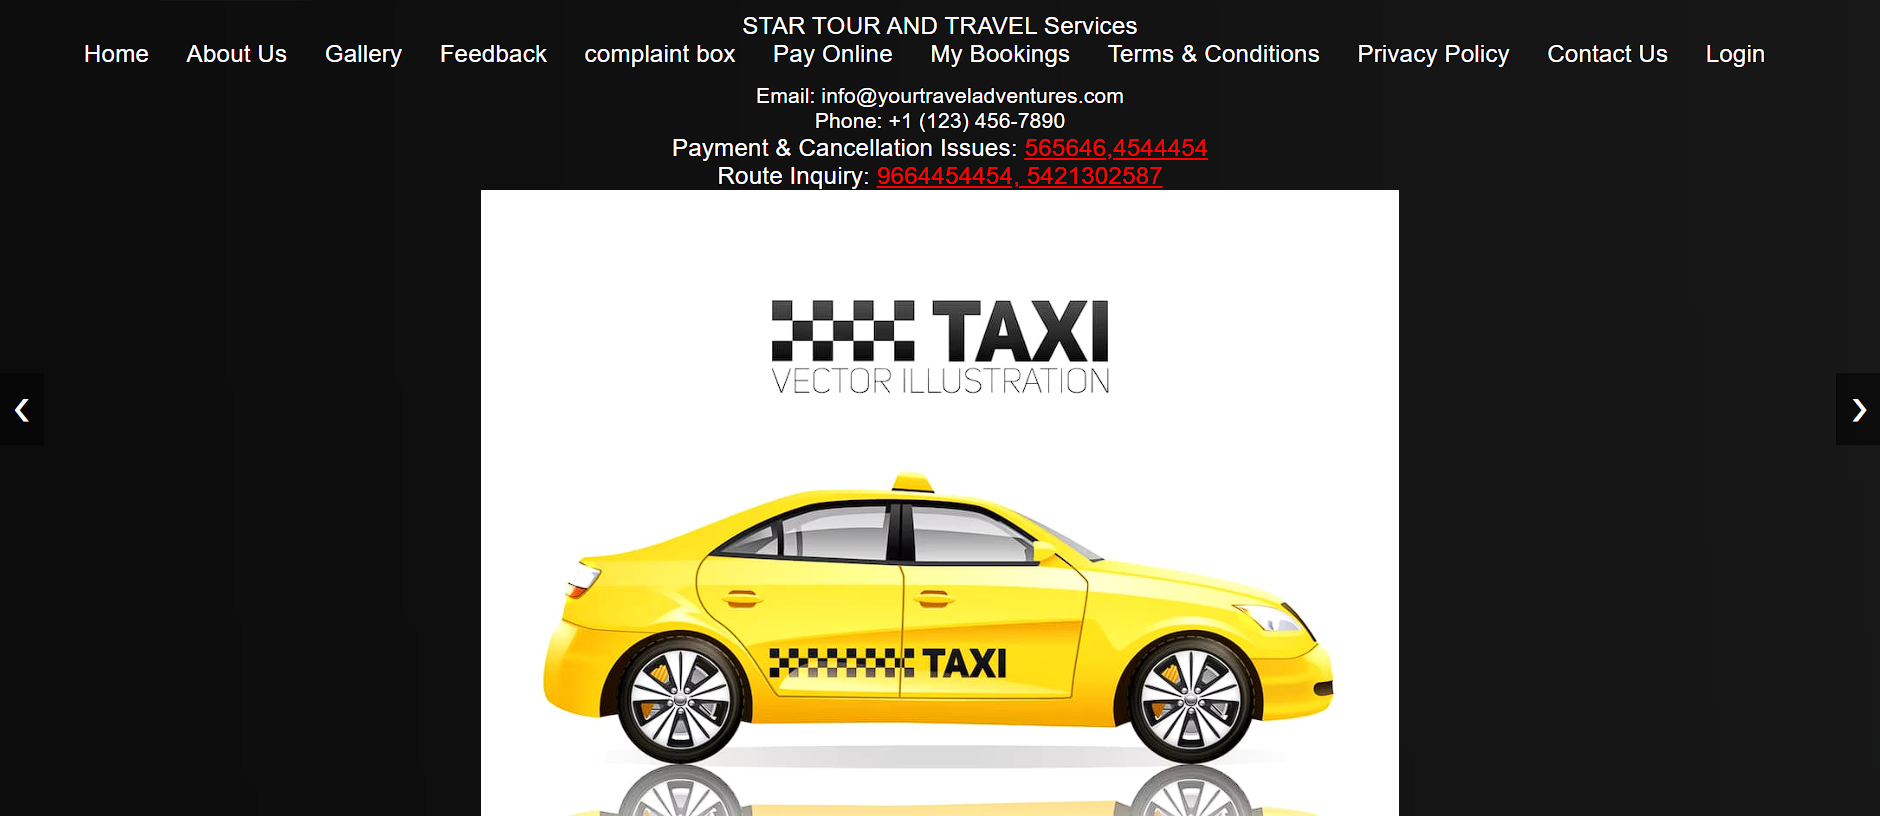 STAR TOUR AND TRAVEL Services
Home About Us Gallery Feedback complaint box Pay Online My Bookings Terms & Conditions Privacy Policy Contact Us Login
Email: info@yourtraveladventures.com
Phone: +1 (123) 456-7890
Payment & Cancellation Issues: 565646,4544454
Route Inquiry: 9664454454, 5421302587
TAXI
VECTOR ILLUSTRATION
❮ ❯
TAXI